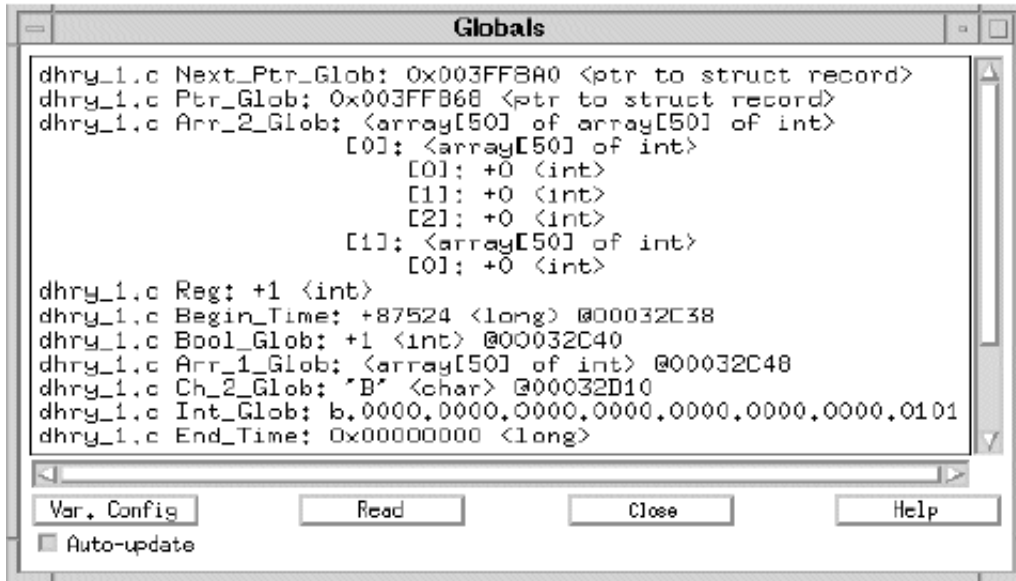 Globals
dhry_1.c Next_Ptr_Glob: 0x003FF8A0 <ptr to struct record>
dhry_1.c Ptr_Glob: 0x003FF868 <ptr to struct record>
dhry_1.c Arr_2_Glob: <array[50] of array[50] of int>
[0]: <array[50] of int>
[0]: +0 <int>
[1]: +0 <int>
[2]: +0 <int>
[1]: <array[50] of int>
[0]: +0 <int>
dhry_1.c Reg: +1 <int>
dhry_1.c Begin_Time: +87524 <long> @00032C38
dhry_1.c Bool_Glob: +1 <int> @00032C40
dhry_1.c Arr_1_Glob: <array[50] of int> @00032C48
dhry_1.c Ch_2_Glob: "B" <char> @00032D10
dhry_1.c Int_Glob: b.0000.0000.0000.0000.0000.0000.0000.0101
dhry_1.c End_Time: 0x00000000 <long>
Var. Config Read Close Help
Auto-update